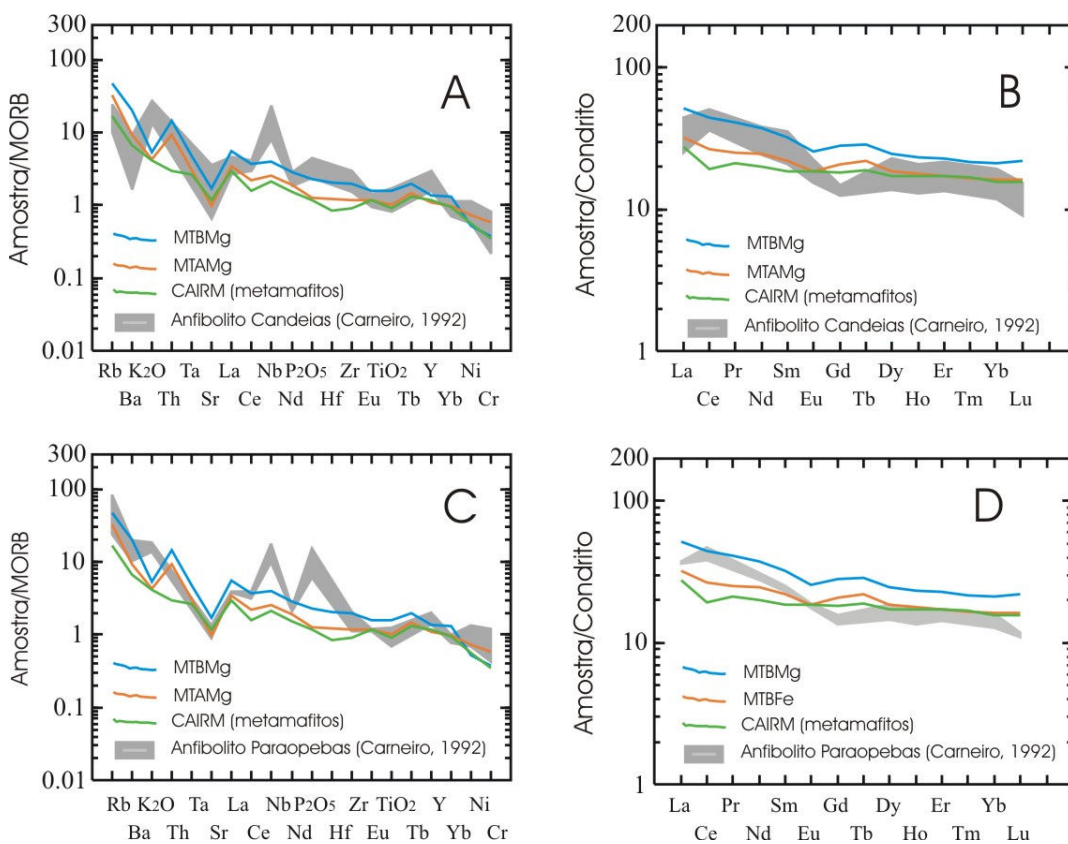 300
100
10
1
0.1
0.01
Amostra/MORB
A
MTBMg
MTAMg
CAIRM (metamafitos)
Anfibolito Candeias (Carneiro, 1992)
Rb K2O Ta La Nb P2O5 Zr TiO2 Y Ni
Ba Th Sr Ce Nd Hf Eu Tb Yb Cr
200
100
10
1
Amostra/Condrito
B
MTBMg
MTAMg
CAIRM (metamafitos)
Anfibolito Candeias (Carneiro, 1992)
La Pr Sm Gd Dy Er Yb
Ce Nd Eu Tb Ho Tm Lu
300
100
10
1
0.1
0.01
Amostra/MORB
C
MTBMg
MTAMg
CAIRM (metamafitos)
Anfibolito Paraopebas (Carneiro, 1992)
Rb K2O Ta La Nb P2O5 Zr TiO2 Y Ni
Ba Th Sr Ce Nd Hf Eu Tb Yb Cr
200
100
10
1
Amostra/Condrito
D
MTBMg
MTBFe
CAIRM (metamafitos)
Anfibolito Paraopebas (Carneiro, 1992)
La Pr Sm Gd Dy Er Yb
Ce Nd Eu Tb Ho Tm Lu